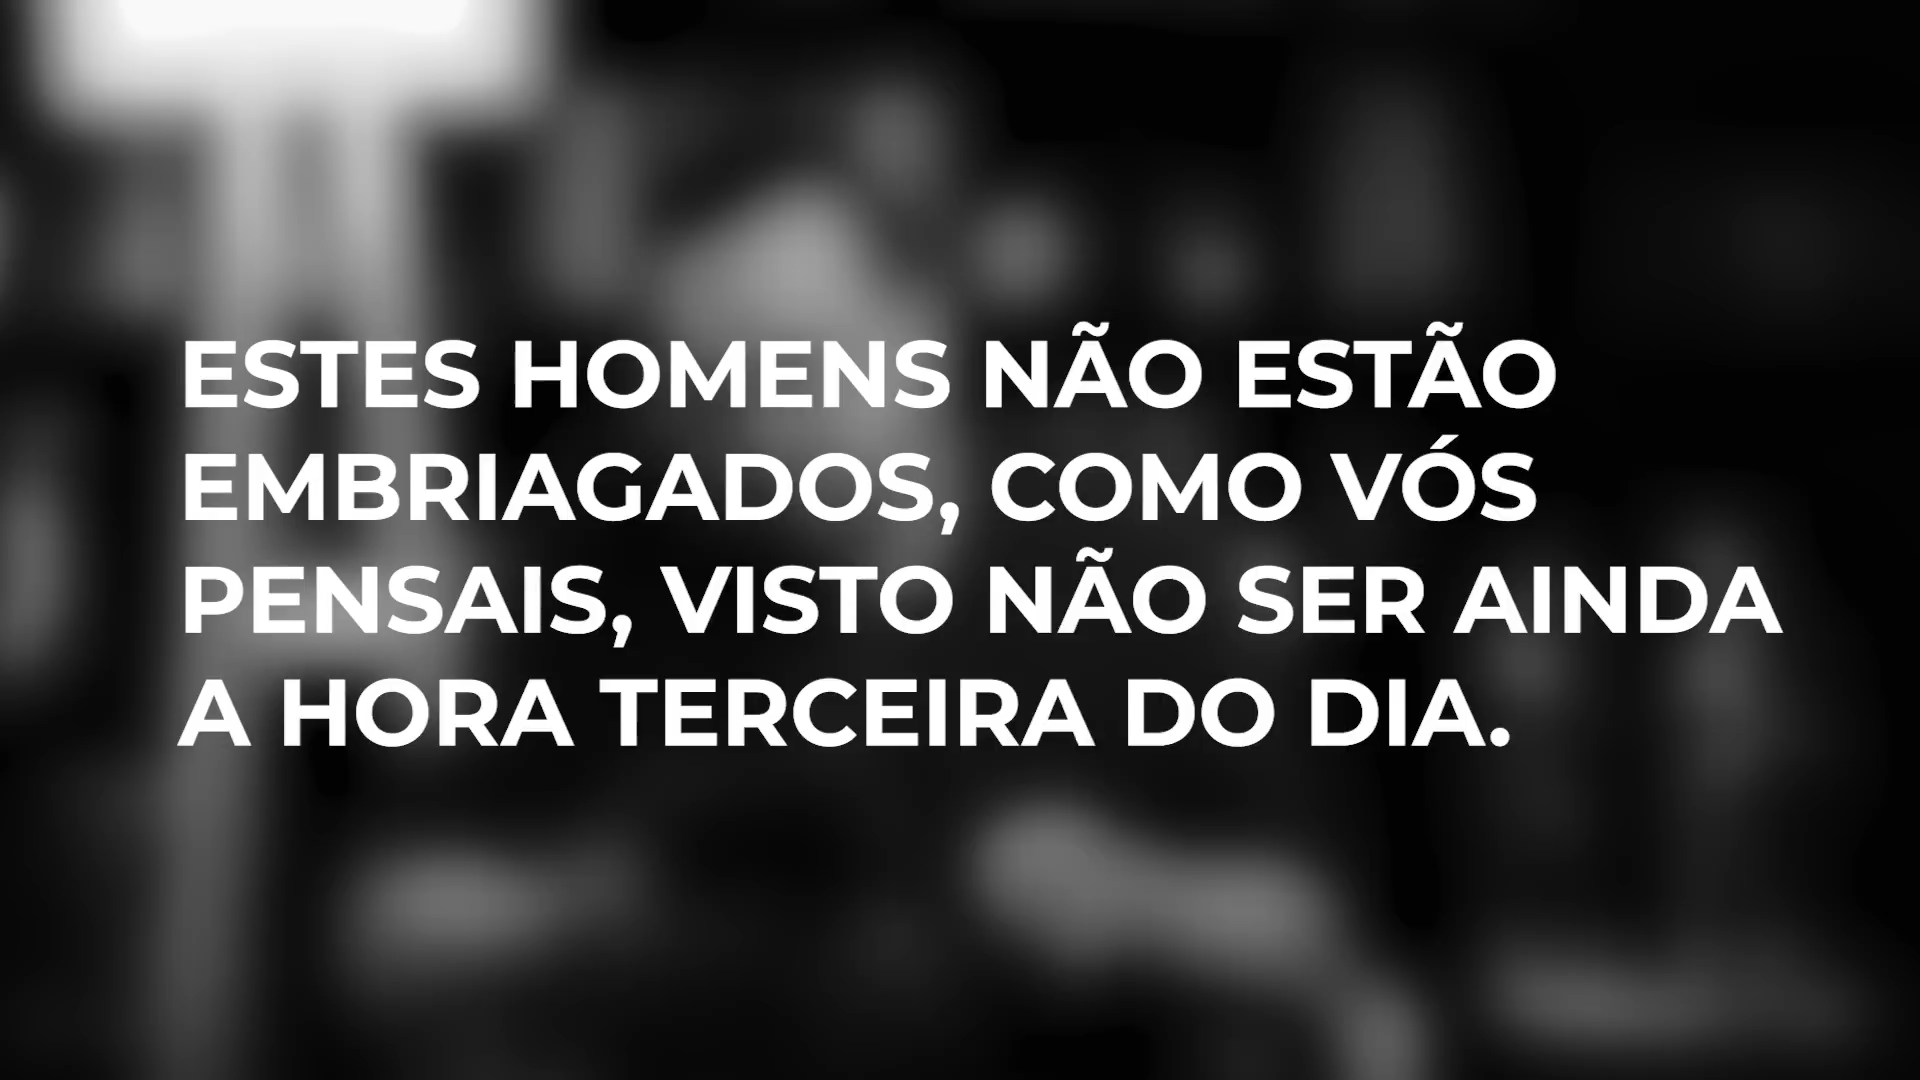 ESTES HOMENS NÃO ESTÃO
EMBRIAGADOS, COMO VÓS
PENSAIS, VISTO NÃO SER AINDA
A HORA TERCEIRA DO DIA.